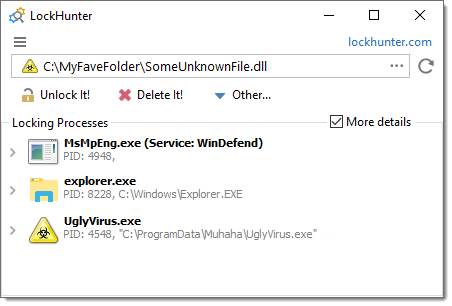 LockHunter
lockhunter.com
C:\MyFaveFolder\SomeUnknownFile.dll ...
Unlock It! Delete It! Other...
Locking Processes More details
MsMpEng.exe (Service: WinDefend)
PID: 4948,
explorer.exe
PID: 8228, C:\Windows\Explorer.EXE
UglyVirus.exe
PID: 4548, "C:\ProgramData\Muhaha\UglyVirus.exe"